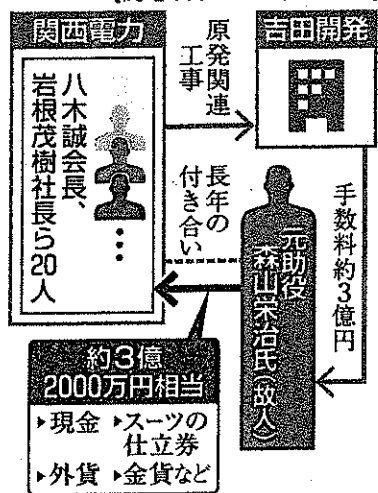 関西電力
八木誠会長、
岩根茂樹社長ら20人
原発関連
工事
吉田開発
手数料約3億円
元助役
森山栄治氏(故人)
長年の
付き合い
約3億
2000万円相当
▶現金 ▶スーツの
仕立券
▶外貨 ▶金貨など